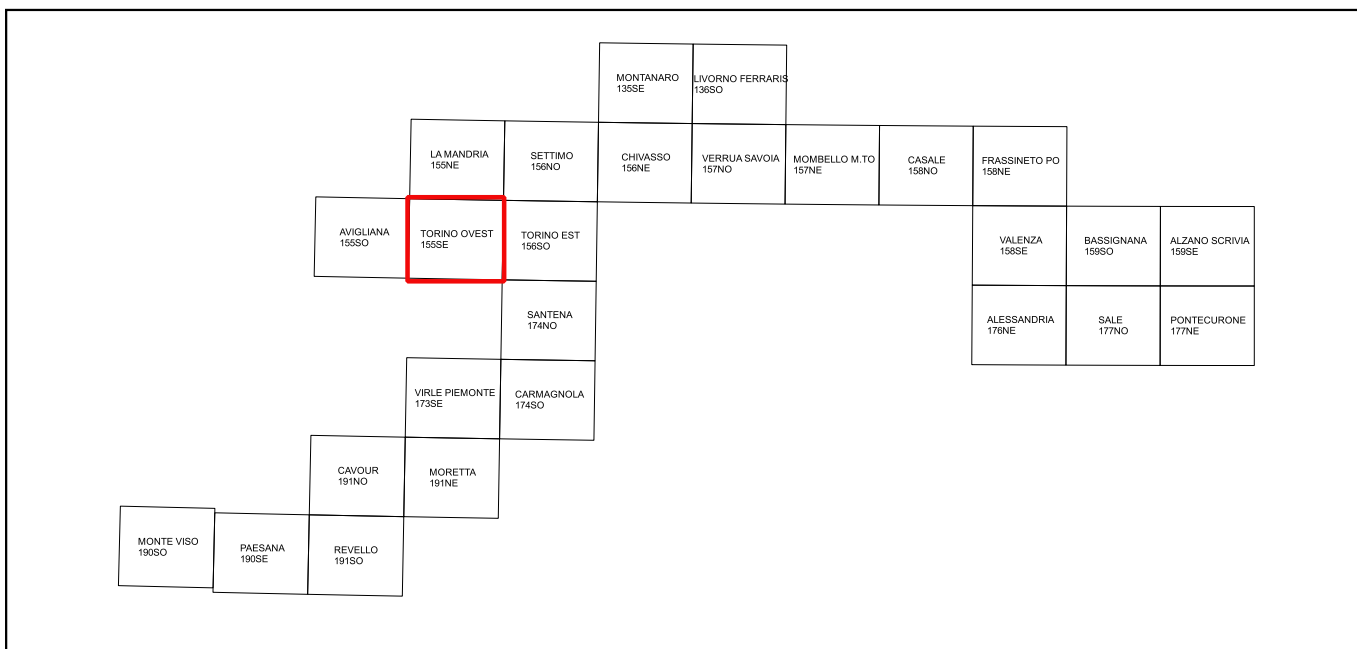 MONTANARO
135SE
LIVORNO FERRARIS
136SO
LA MANDRIA
155NE
SETTIMO
156NO
CHIVASSO
156NE
VERRUA SAVOIA
157NO
MOMBELLO M.TO
157NE
CASALE
158NO
FRASSINETO PO
158NE
AVIGLIANA
155SO
TORINO OVEST
155SE
TORINO EST
156SO
VALENZA
158SE
BASSIGNANA
159SO
ALZANO SCRIVIA
159SE
SANTENA
174NO
ALESSANDRIA
176NE
SALE
177NO
PONTECURONE
177NE
VIRLE PIEMONTE
173SE
CARMAGNOLA
174SO
CAVOUR
191NO
MORETTA
191NE
MONTE VISO
190SO
PAESANA
190SE
REVELLO
191SO